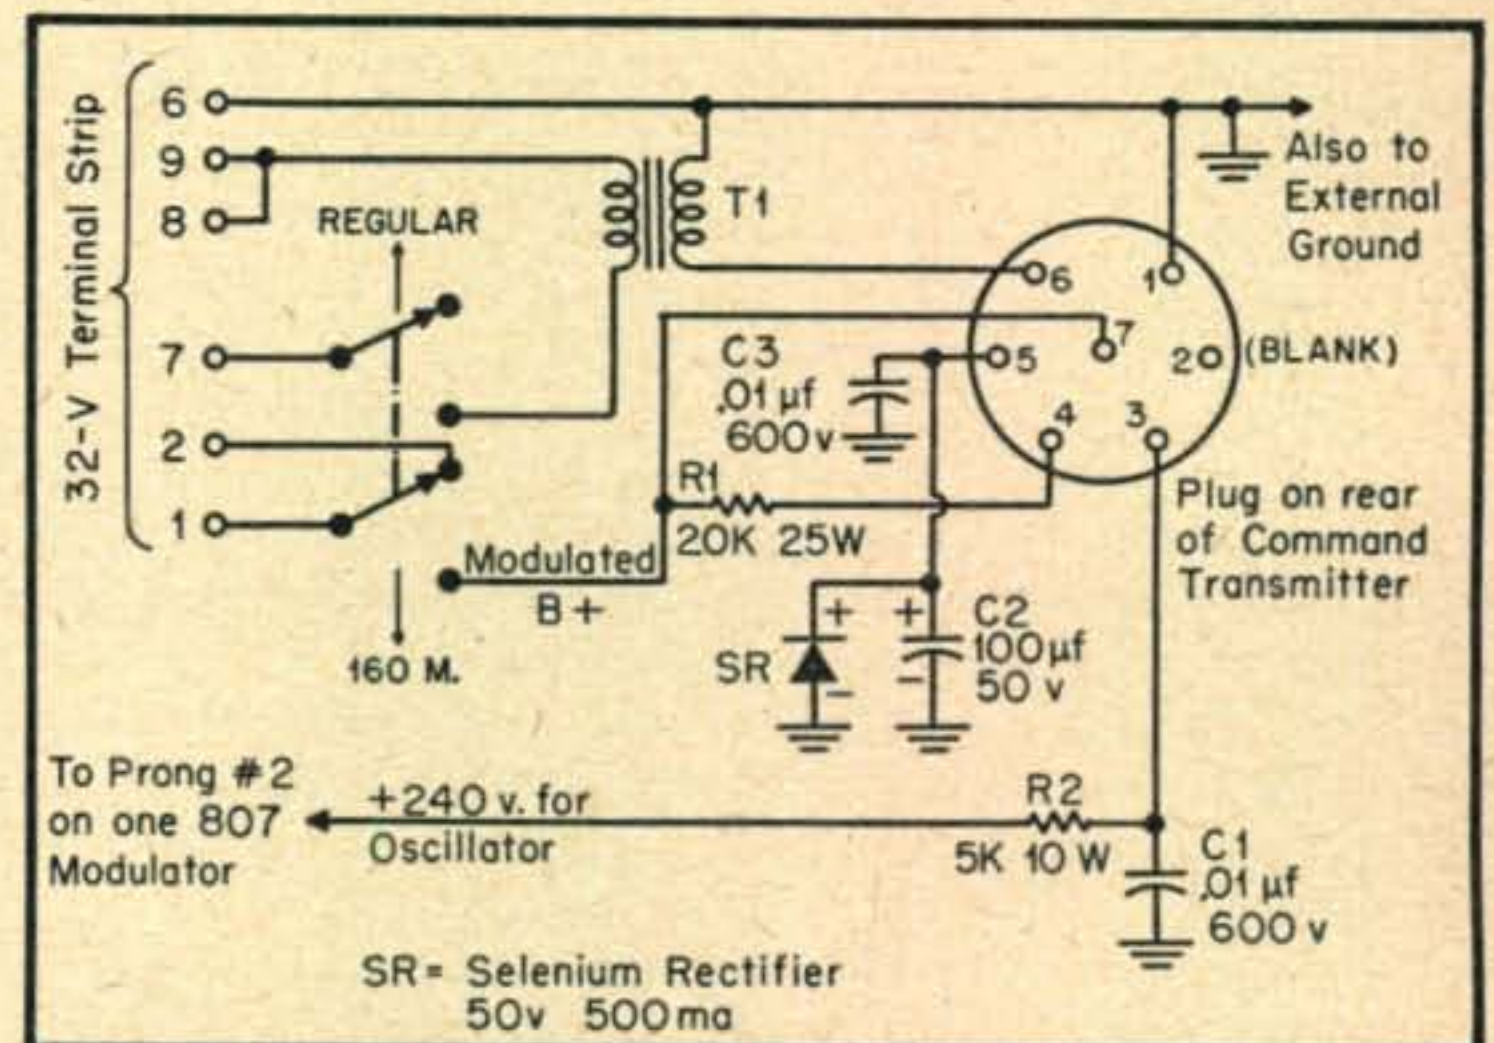 32-V Terminal Strip
6
9
8
7
2
1
REGULAR
160 M.
T1
Also to
External
Ground
6
1
7
5
2
(BLANK)
4
3
C3
.01 µf
600v
R1
20K 25W
Modulated
B+
Plug on rear
of Command
Transmitter
SR
+
−
+
−
C2
100µf
50 v
To Prong #2
on one 807
Modulator
+240 v. for
Oscillator
R2
5K 10 W
C1
.01 µf
600 v
SR= Selenium Rectifier
50v 500ma